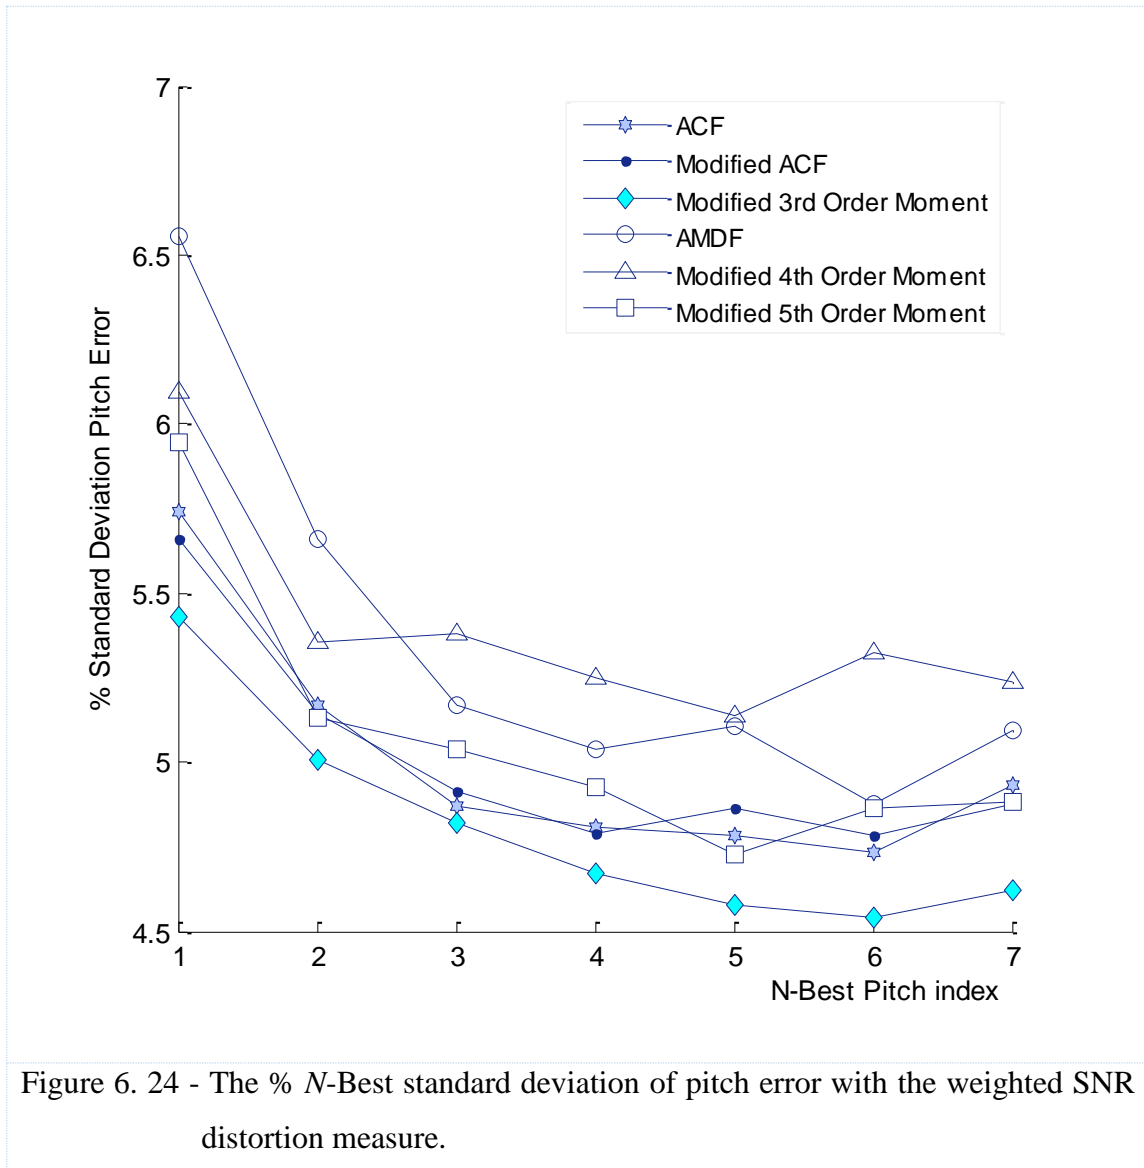 7
6.5
6
5.5
5
4.5
% Standard Deviation Pitch Error
ACF
Modified ACF
Modified 3rd Order Moment
AMDF
Modified 4th Order Moment
Modified 5th Order Moment
1 2 3 4 5 6 7
N-Best Pitch index
Figure 6. 24 - The % N-Best standard deviation of pitch error with the weighted SNR
distortion measure.